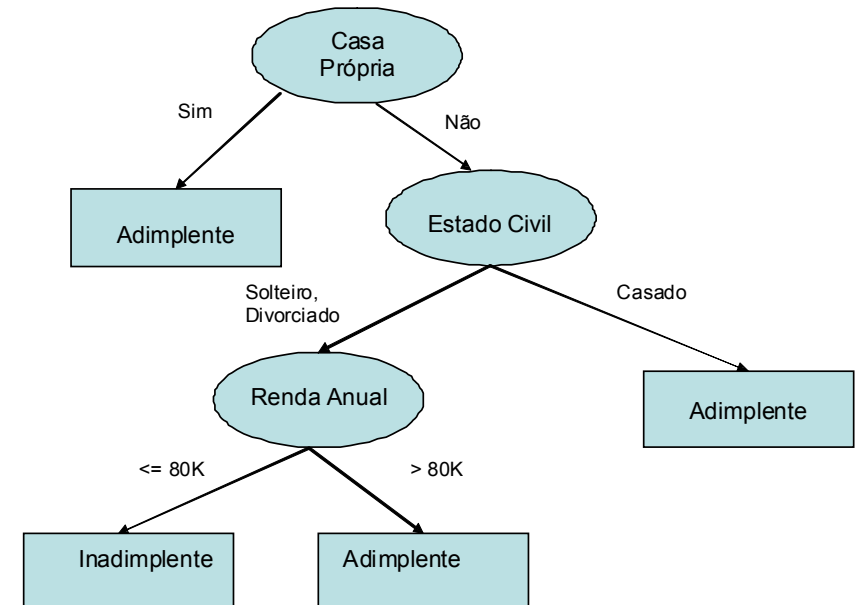 Casa
Própria
Sim
Não
Adimplente
Estado Civil
Solteiro,
Divorciado
Casado
Renda Anual
Adimplente
<= 80K
> 80K
Inadimplente
Adimplente